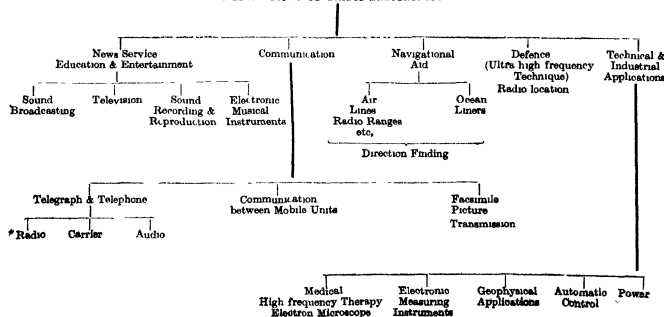 News Service
Education & Entertainment
Communication
Navigational
Aid
Defence
(Ultra high frequency
Technique)
Radio location
Technical &
Industrial
Applications
Sound
Broadcasting
Television
Sound
Recording &
Reproduction
Electronic
Musical
Instruments
Air
Lines
Radio Ranges
etc,
Ocean
Liners
Direction Finding
Telegraph & Telephone
Communication
between Mobile Units
Facsimile
Picture
Transmission
*Radio
Carrier
Audio
Medical
High frequency Therapy
Electron Microscope
Electronic
Measuring
Instruments
Geophysical
Applications
Automatic
Control
Power